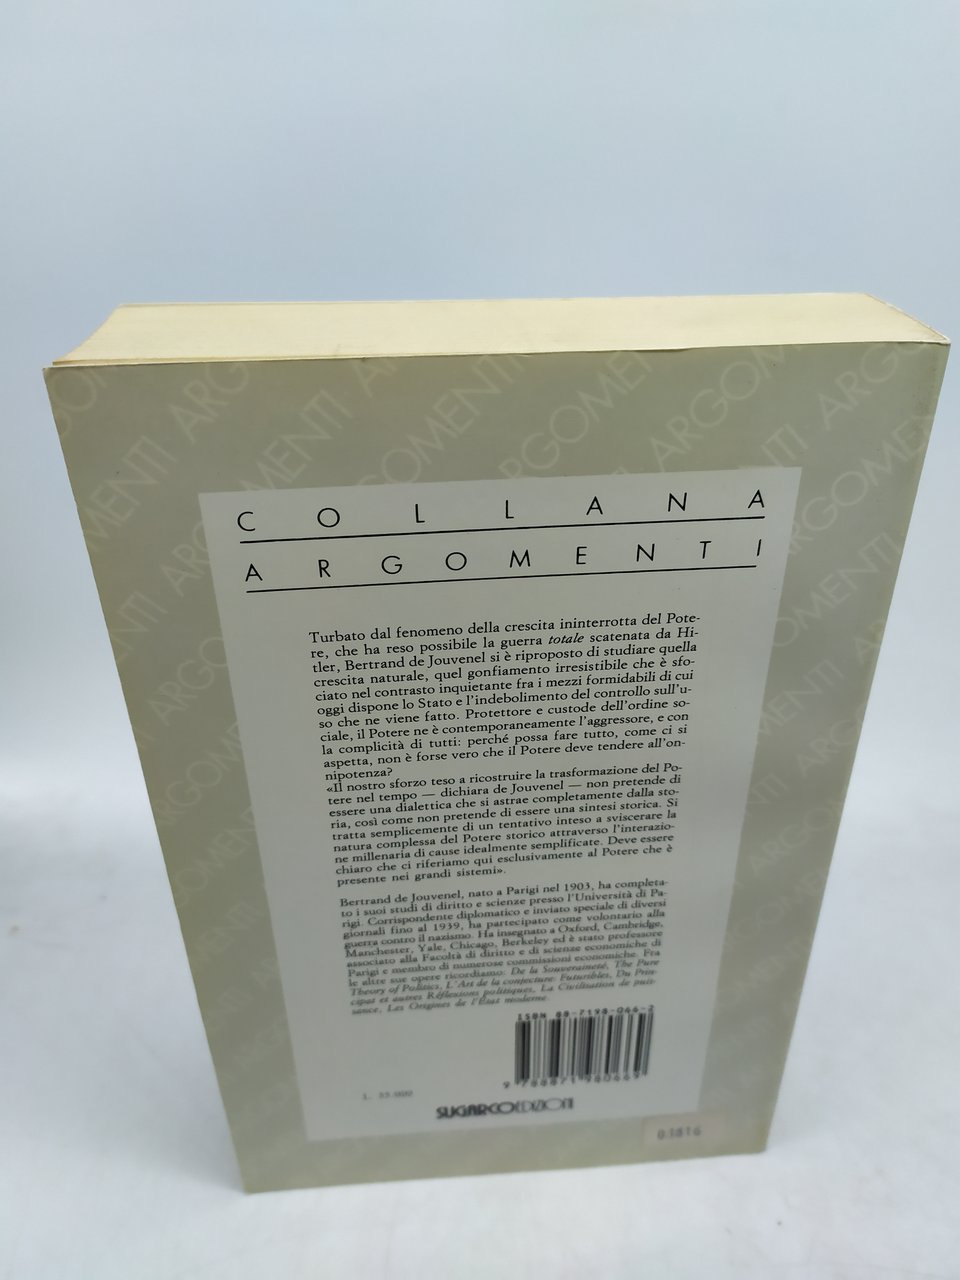 COLLANA
ARGOMENTI
Turbato dal fenomeno della crescita ininterrotta del Pote-
re, che ha reso possibile la guerra totale scatenata da Hi-
tler, Bertrand de Jouvenel si è riproposto di studiare quella
crescita naturale, quel gonfiamento irresistibile che è sfo-
ciato nel contrasto inquietante fra i mezzi formidabili di cui
oggi dispone lo Stato e l'indebolimento del controllo sull'u-
so che ne viene fatto. Protettore e custode dell'ordine so-
ciale, il Potere ne è contemporaneamente l'aggressore, e con
la complicità di tutti: perché possa fare tutto, come ci si
aspetta, non è forse vero che il Potere deve tendere all'on-
nipotenza?
«Il nostro sforzo teso a ricostruire la trasformazione del Po-
tere nel tempo — dichiara de Jouvenel — non pretende di
essere una dialettica che si astrae completamente dalla sto-
ria, così come non pretende di essere una sintesi storica. Si
tratta semplicemente di un tentativo inteso a sviscerare la
natura complessa del Potere storico attraverso l'interazio-
ne millenaria di cause idealmente semplificate. Deve essere
chiaro che ci riferiamo qui esclusivamente al Potere che è
presente nei grandi sistemi».
Bertrand de Jouvenel, nato a Parigi nel 1903, ha completa-
to i suoi studi di diritto e scienze presso l'Università di Pa-
rigi. Corrispondente diplomatico e inviato speciale di diversi
giornali fino al 1939, ha partecipato come volontario alla
guerra contro il nazismo. Ha insegnato a Oxford, Cambridge,
Manchester, Yale, Chicago, Berkeley ed è stato professore
associato alla Facoltà di diritto e di scienze economiche di
Parigi e membro di numerose commissioni economiche. Fra
le altre sue opere ricordiamo: De la Souveraineté, The Pure
Theory of Politics, L'Art de la conjecture. Futuribles, Du Prin-
cipat et autres Réflexions politiques, La Civilisation de puis-
sance, Les Origines de l'État moderne.
ISBN 88-7198-066-2
9 788871 980669
L.
SUGARCOEDIZIONI
03816